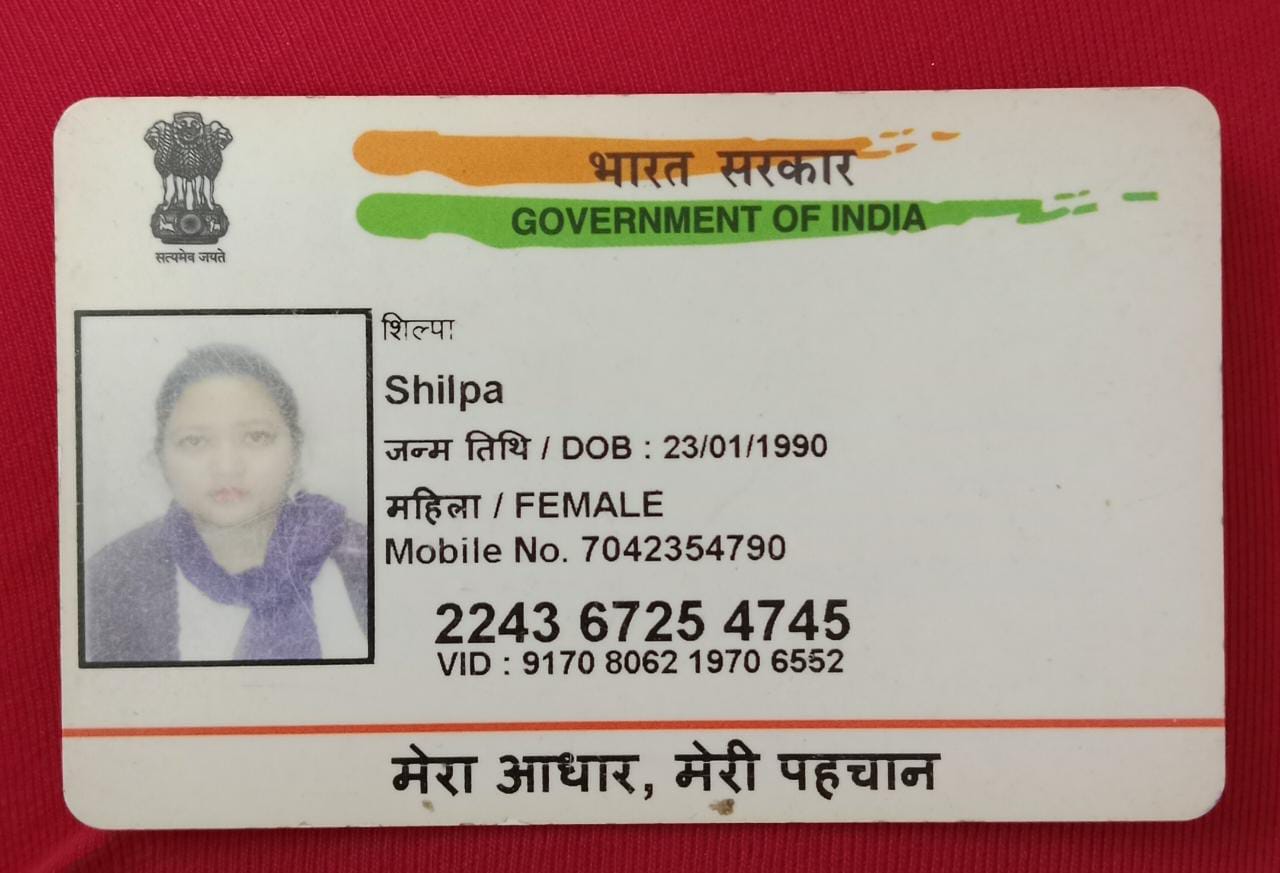 सत्यमेव जयते
भारत सरकार
GOVERNMENT OF INDIA
शिल्पा
Shilpa
जन्म तिथि / DOB : 23/01/1990
महिला / FEMALE
Mobile No. 7042354790
2243 6725 4745
VID : 9170 8062 1970 6552
मेरा आधार, मेरी पहचान